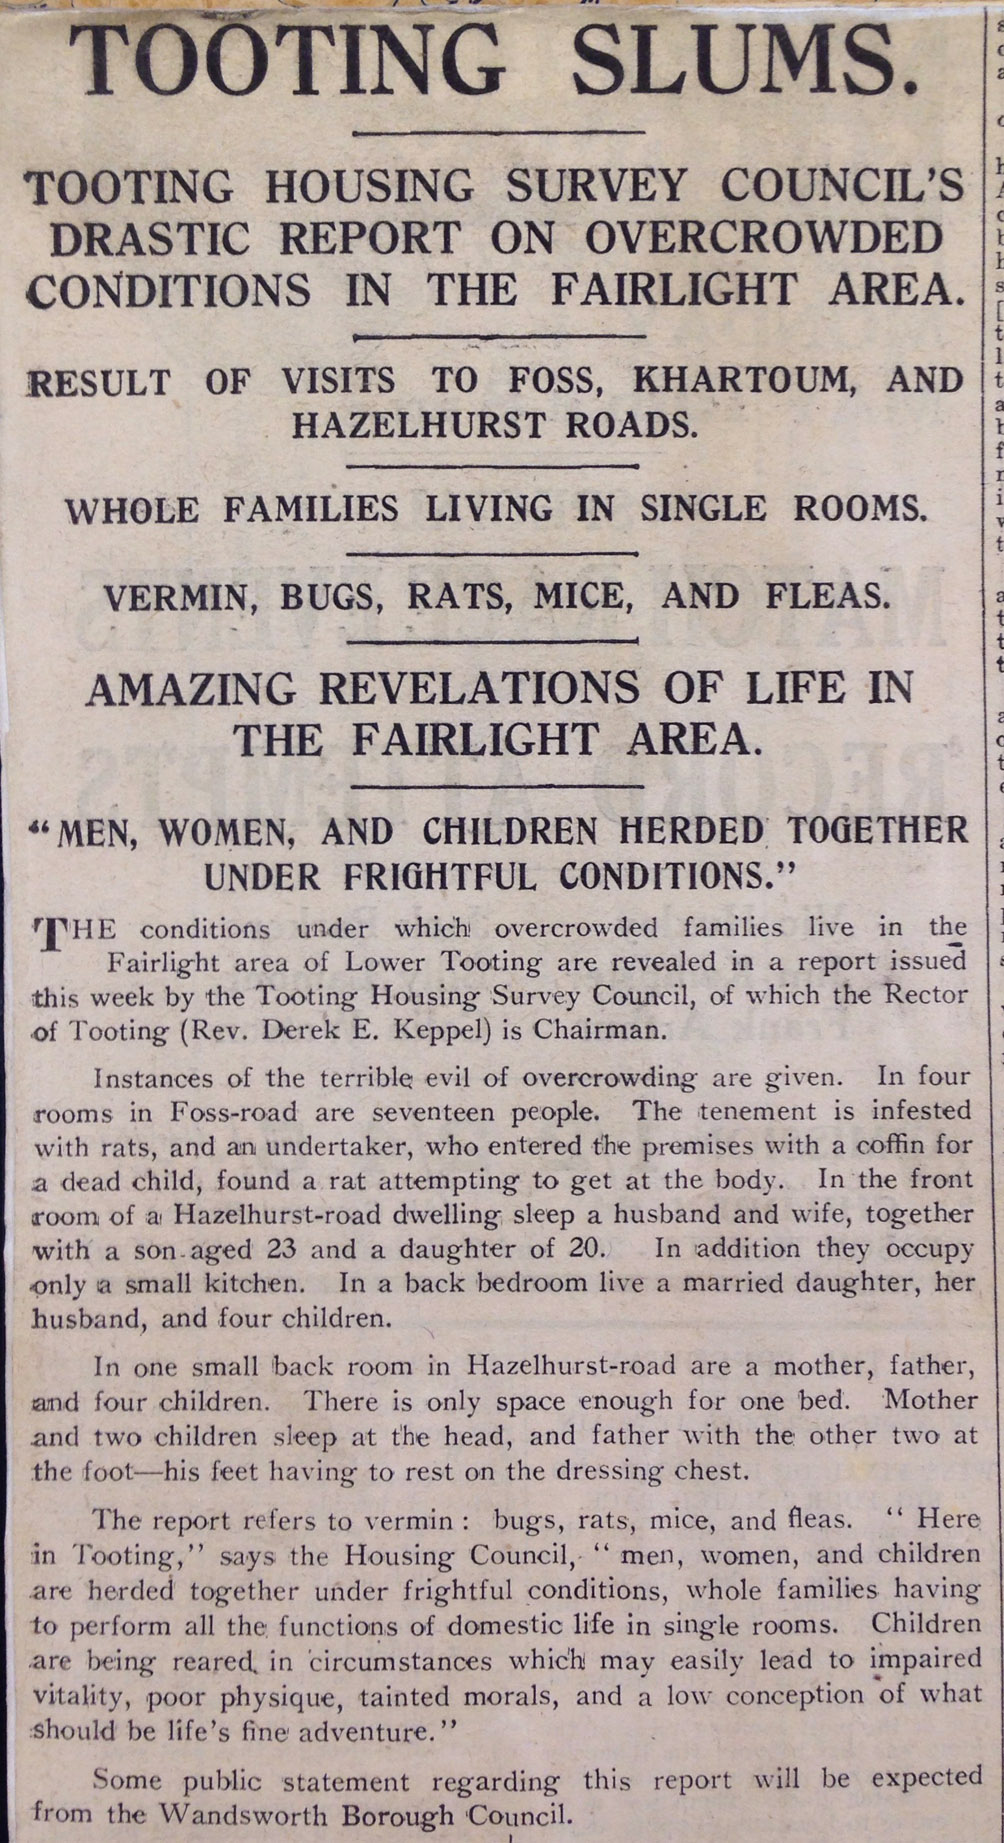 TOOTING SLUMS.
TOOTING HOUSING SURVEY COUNCIL'S
DRASTIC REPORT ON OVERCROWDED
CONDITIONS IN THE FAIRLIGHT AREA.
RESULT OF VISITS TO FOSS, KHARTOUM, AND
HAZELHURST ROADS.
WHOLE FAMILIES LIVING IN SINGLE ROOMS.
VERMIN, BUGS, RATS, MICE, AND FLEAS.
AMAZING REVELATIONS OF LIFE IN
THE FAIRLIGHT AREA.
"MEN, WOMEN, AND CHILDREN HERDED TOGETHER
UNDER FRIGHTFUL CONDITIONS."
THE conditions under which overcrowded families live in the
Fairlight area of Lower Tooting are revealed in a report issued
this week by the Tooting Housing Survey Council, of which the Rector
of Tooting (Rev. Derek E. Keppel) is Chairman.
Instances of the terrible evil of overcrowding are given. In four
rooms in Foss-road are seventeen people. The tenement is infested
with rats, and an undertaker, who entered the premises with a coffin for
a dead child, found a rat attempting to get at the body. In the front
room of a Hazelhurst-road dwelling sleep a husband and wife, together
with a son aged 23 and a daughter of 20. In addition they occupy
only a small kitchen. In a back bedroom live a married daughter, her
husband, and four children.
In one small back room in Hazelhurst-road are a mother, father,
and four children. There is only space enough for one bed. Mother
and two children sleep at the head, and father with the other two at
the foot—his feet having to rest on the dressing chest.
The report refers to vermin: bugs, rats, mice, and fleas. "Here
in Tooting," says the Housing Council, "men, women, and children
are herded together under frightful conditions, whole families having
to perform all the functions of domestic life in single rooms. Children
are being reared in circumstances which may easily lead to impaired
vitality, poor physique, tainted morals, and a low conception of what
should be life's fine adventure."
Some public statement regarding this report will be expected
from the Wandsworth Borough Council.